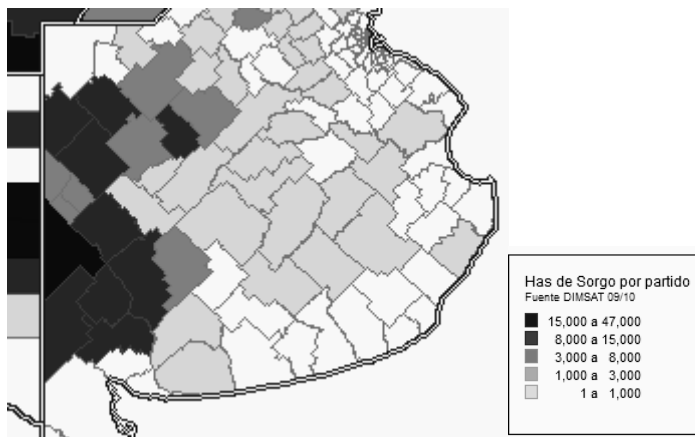 Has de Sorgo por partido
Fuente DIMSAT 09/10
15,000 a 47,000
8,000 a 15,000
3,000 a 8,000
1,000 a 3,000
1 a 1,000